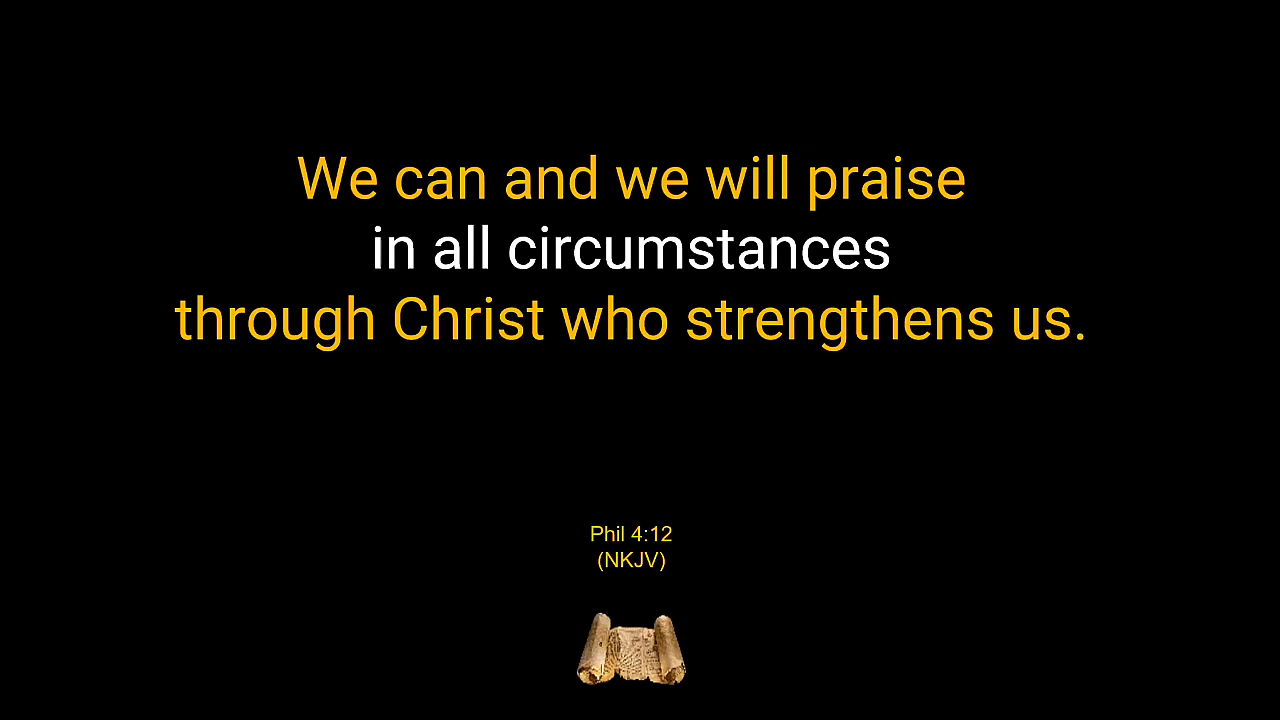 We can and we will praise
in all circumstances
through Christ who strengthens us.
Phil 4:12
(NKJV)